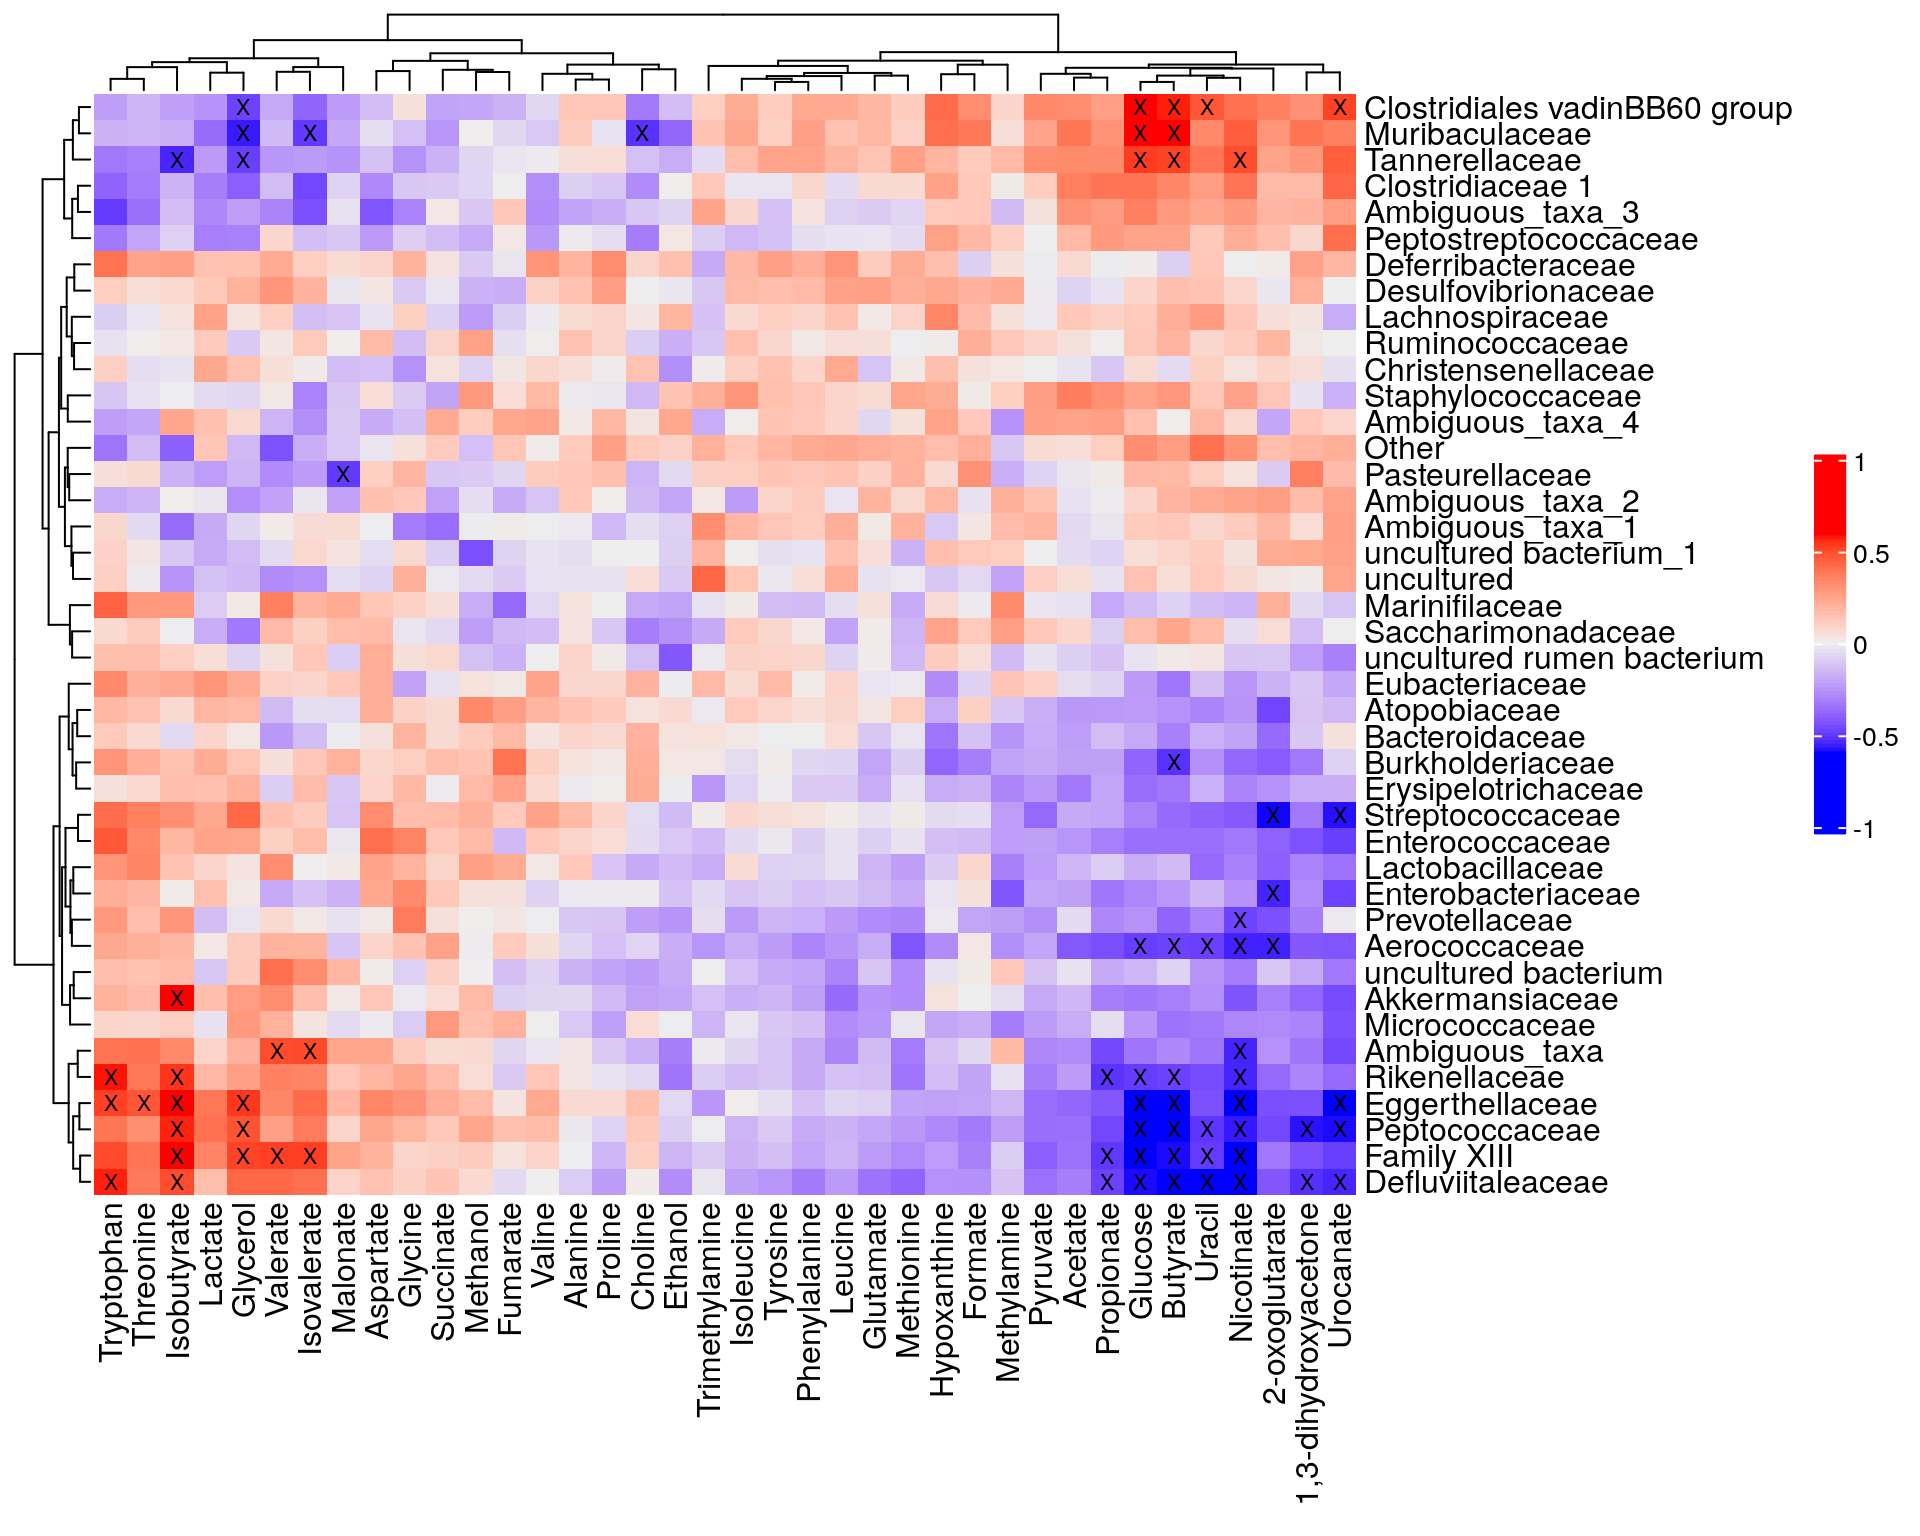 X X X X X X Clostridiales vadinBB60 group
X X X X X Muribaculaceae
X X X X X Tannerellaceae
Clostridiaceae 1
Ambiguous_taxa_3
Peptostreptococcaceae
Deferribacteraceae
Desulfovibrionaceae
Lachnospiraceae
Ruminococcaceae
Christensenellaceae
Staphylococcaceae
Ambiguous_taxa_4
Other
X Pasteurellaceae
Ambiguous_taxa_2
Ambiguous_taxa_1
uncultured bacterium_1
uncultured
Marinifilaceae
Saccharimonadaceae
uncultured rumen bacterium
Eubacteriaceae
Atopobiaceae
Bacteroidaceae
X Burkholderiaceae
Erysipelotrichaceae
X X Streptococcaceae
Enterococcaceae
Lactobacillaceae
X Enterobacteriaceae
X Prevotellaceae
X X X X X Aerococcaceae
uncultured bacterium
X Akkermansiaceae
Micrococcaceae
X X X Ambiguous_taxa
X X X X X X Rikenellaceae
X X X X X X X X Eggerthellaceae
X X X X X X X X Peptococcaceae
X X X X X X X X X Family XIII
X X X X X X X X X Defluviitaleaceae
1
0.5
0
-0.5
-1
Tryptophan
Threonine
Isobutyrate
Lactate
Glycerol
Valerate
Isovalerate
Malonate
Aspartate
Glycine
Succinate
Methanol
Fumarate
Valine
Alanine
Proline
Choline
Ethanol
Trimethylamine
Isoleucine
Tyrosine
Phenylalanine
Leucine
Glutamate
Methionine
Hypoxanthine
Formate
Methylamine
Pyruvate
Acetate
Propionate
Glucose
Butyrate
Uracil
Nicotinate
2-oxoglutarate
1,3-dihydroxyacetone
Urocanate